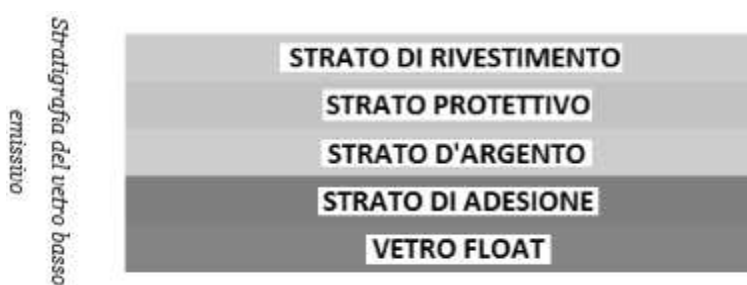 Stratigrafia del vetro basso
emissivo
STRATO DI RIVESTIMENTO
STRATO PROTETTIVO
STRATO D'ARGENTO
STRATO DI ADESIONE
VETRO FLOAT